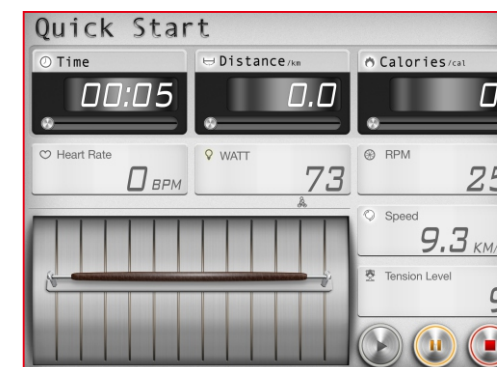 Quick Start
Time
Distance/km
Calories/cal
00:05
0.0
Heart Rate
WATT
RPM
0 BPM
73
Speed
9.3
Tension Level